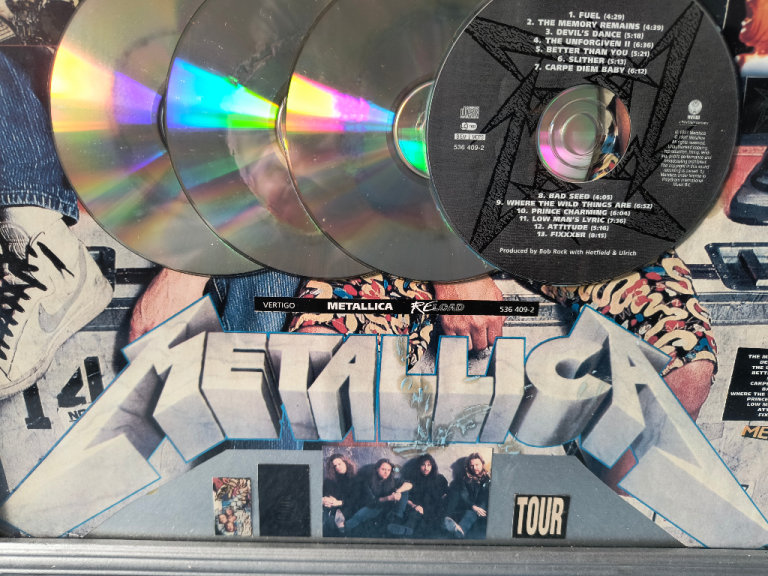 1. FUEL (4:29)
2. THE MEMORY REMAINS (4:39)
3. DEVIL'S DANCE (5:18)
4. THE UNFORGIVEN II (6:36)
5. BETTER THAN YOU (5:21)
6. SLITHER (5:13)
7. CARPE DIEM BABY (6:12)
536 409-2
8. BAD SEED (4:05)
9. WHERE THE WILD THINGS ARE (6:52)
10. PRINCE CHARMING (6:04)
11. LOW MAN'S LYRIC (7:36)
12. ATTITUDE (5:16)
13. FIXXXER (8:15)
Produced by Bob Rock with Hetfield & Ulrich
VERTIGO METALLICA RELOAD 536 409-2
METALLICA
14
TOUR